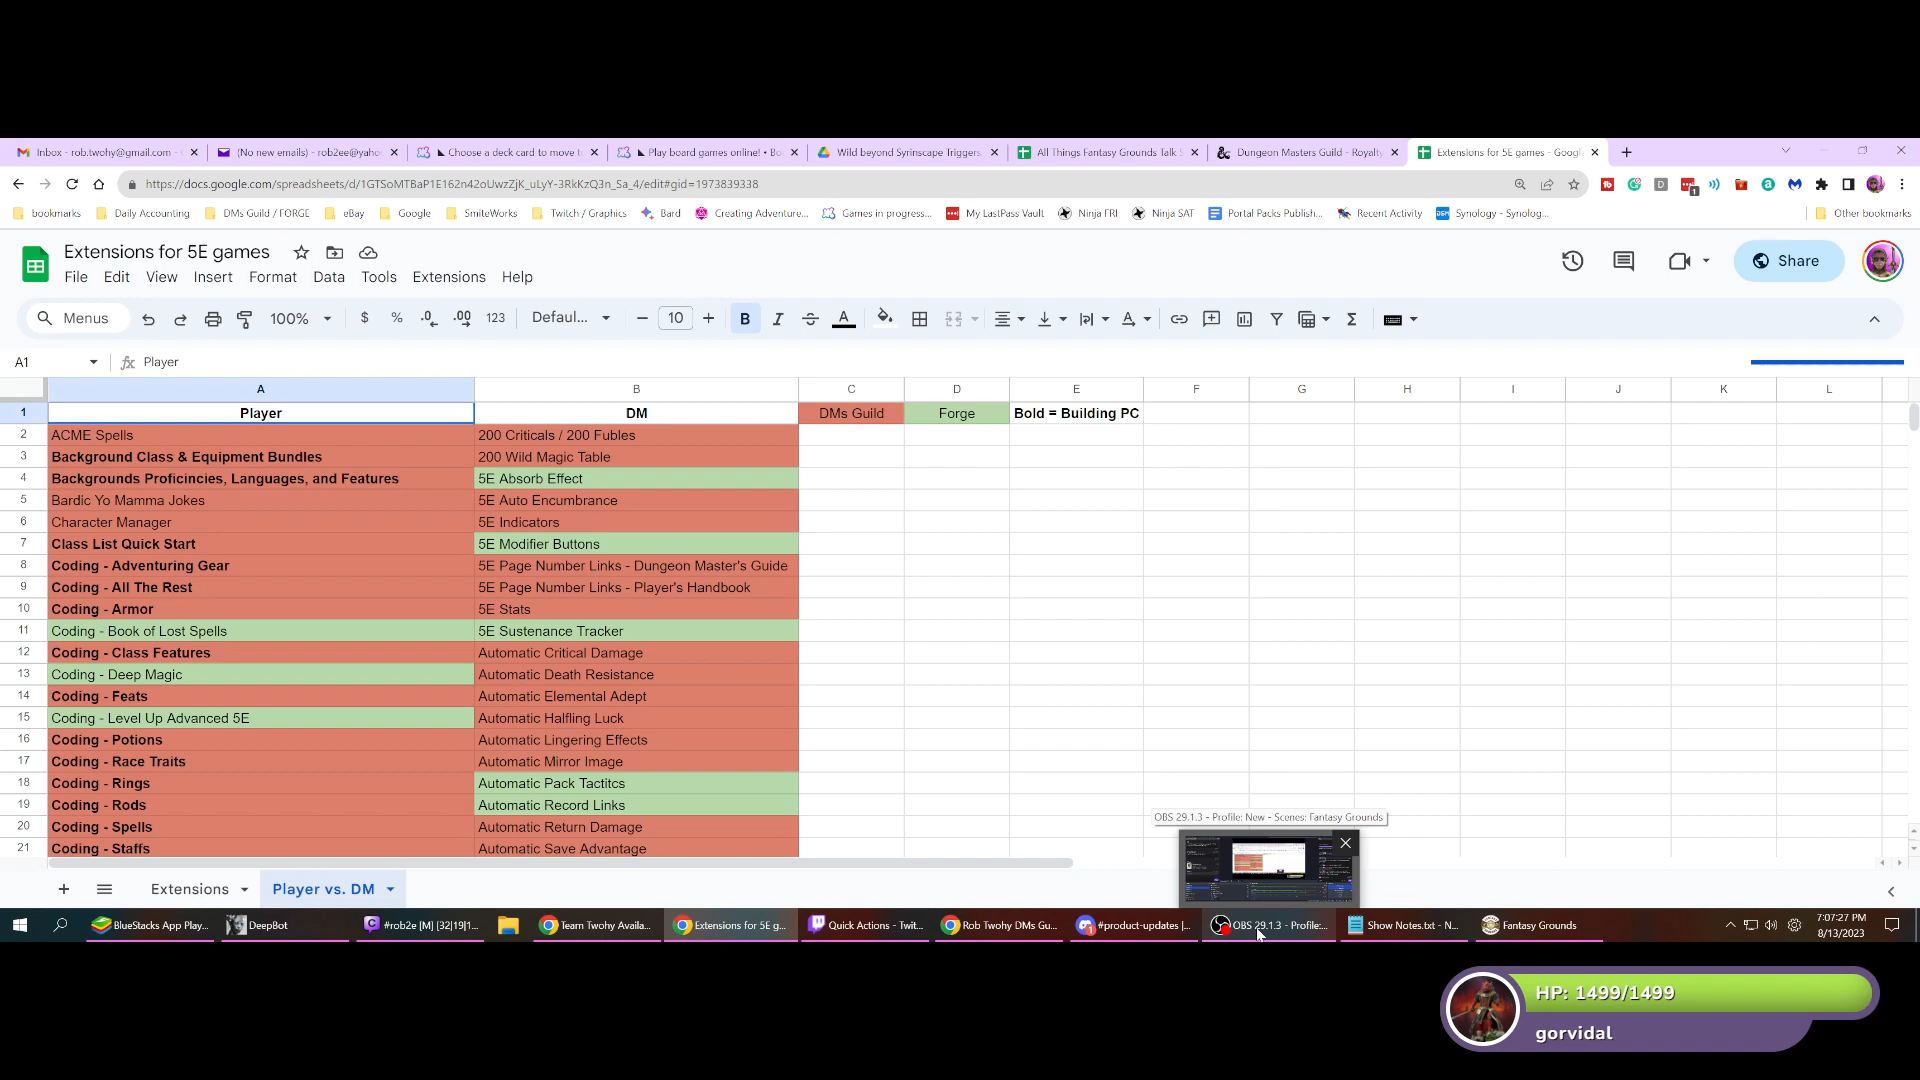 Inbox - rob.twohy@gmail.com -
(No new emails) - rob2ee@yaho
Choose a deck card to move t
Play board games online! • Bo
Wild beyond Syrinscape Triggers
All Things Fantasy Grounds Talk S
Dungeon Masters Guild - Royalty
Extensions for 5E games - Googl
https://docs.google.com/spreadsheets/d/1GTSoMTBaP1E162n42oUwzZjK_uLyY-3RkKzQ3n_Sa_4/edit#gid=1973839338
bookmarks
Daily Accounting
DMs Guild / FORGE
eBay
Google
SmiteWorks
Twitch / Graphics
Bard
Creating Adventure...
Games in progress...
My LastPass Vault
Ninja FRI
Ninja SAT
Portal Packs Publish...
Recent Activity
Synology - Synolog...
Other bookmarks
Extensions for 5E games
File Edit View Insert Format Data Tools Extensions Help
Share
Menus
100%
$ % .0 .00 123
Defaul...
10
B I A
A1
fx Player
A B C D E F G H I J K L
1 Player DM DMs Guild Forge Bold = Building PC
2 ACME Spells 200 Criticals / 200 Fubles
3 Background Class & Equipment Bundles 200 Wild Magic Table
4 Backgrounds Proficincies, Languages, and Features 5E Absorb Effect
5 Bardic Yo Mamma Jokes 5E Auto Encumbrance
6 Character Manager 5E Indicators
7 Class List Quick Start 5E Modifier Buttons
8 Coding - Adventuring Gear 5E Page Number Links - Dungeon Master's Guide
9 Coding - All The Rest 5E Page Number Links - Player's Handbook
10 Coding - Armor 5E Stats
11 Coding - Book of Lost Spells 5E Sustenance Tracker
12 Coding - Class Features Automatic Critical Damage
13 Coding - Deep Magic Automatic Death Resistance
14 Coding - Feats Automatic Elemental Adept
15 Coding - Level Up Advanced 5E Automatic Halfling Luck
16 Coding - Potions Automatic Lingering Effects
17 Coding - Race Traits Automatic Mirror Image
18 Coding - Rings Automatic Pack Tactitcs
19 Coding - Rods Automatic Record Links
20 Coding - Spells Automatic Return Damage
21 Coding - Staffs Automatic Save Advantage
OBS 29.1.3 - Profile: New - Scenes: Fantasy Grounds
Extensions
Player vs. DM
BlueStacks App Play...
DeepBot
#rob2e [M] [32|19|1...
Team Twohy Availa...
Extensions for 5E g...
Quick Actions - Twit...
Rob Twohy DMs Gu...
#product-updates |...
OBS 29.1.3 - Profile:...
Show Notes.txt - N...
Fantasy Grounds
7:07:27 PM
8/13/2023
HP: 1499/1499
gorvidal